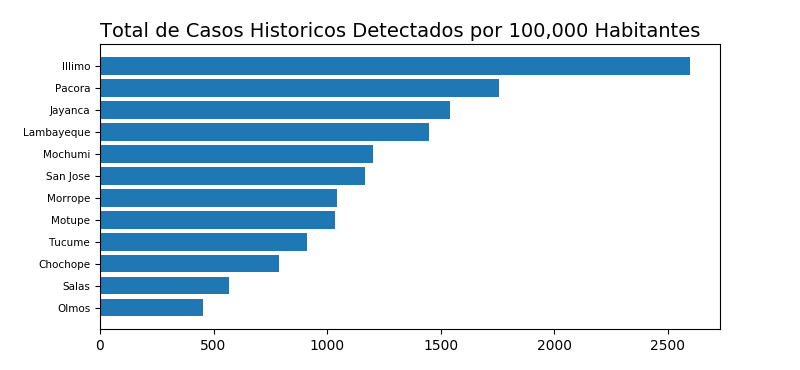 Total de Casos Historicos Detectados por 100,000 Habitantes
Illimo
Pacora
Jayanca
Lambayeque
Mochumi
San Jose
Morrope
Motupe
Tucume
Chochope
Salas
Olmos
0 500 1000 1500 2000 2500